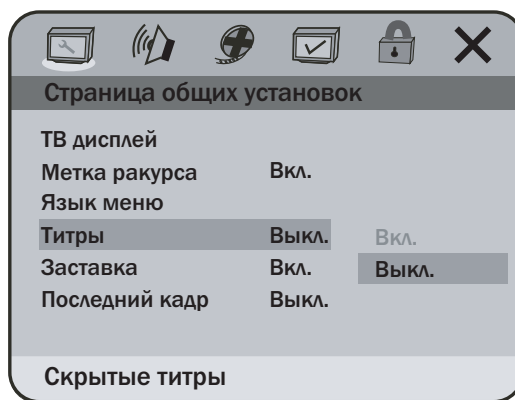 Страница общих установок
ТВ дисплей
Метка ракурса Вкл.
Язык меню
Титры Выкл. Вкл.
Заставка Вкл. Выкл.
Последний кадр Выкл.
Скрытые титры